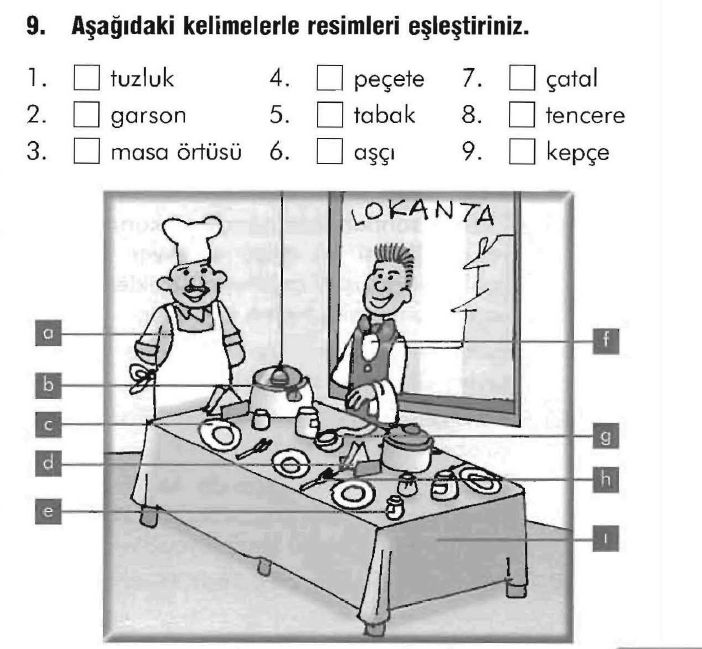 9. Aşağıdaki kelimelerle resimleri eşleştiriniz.
1. tuzluk 4. peçete 7. çatal
2. garson 5. tabak 8. tencere
3. masa örtüsü 6. aşçı 9. kepçe
LOKANTA
a
f
b
c
g
d
h
e
ı